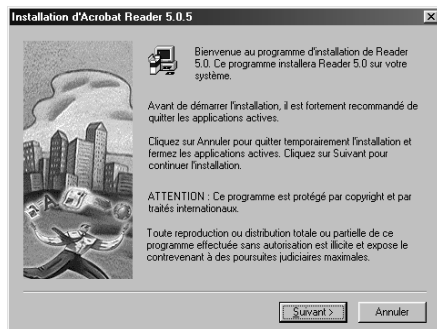 Installation d'Acrobat Reader 5.0.5
Bienvenue au programme d'installation de Reader
5.0. Ce programme installera Reader 5.0 sur votre
système.
Avant de démarrer l'installation, il est fortement recommandé de
quitter les applications actives.
Cliquez sur Annuler pour quitter temporairement l'installation et
fermez les applications actives. Cliquez sur Suivant pour
continuer l'installation.
ATTENTION : Ce programme est protégé par copyright et par
traités internationaux.
Toute reproduction ou distribution totale ou partielle de ce
programme effectuée sans autorisation est illicite et expose le
contrevenant à des poursuites judiciaires maximales.
Suivant >
Annuler